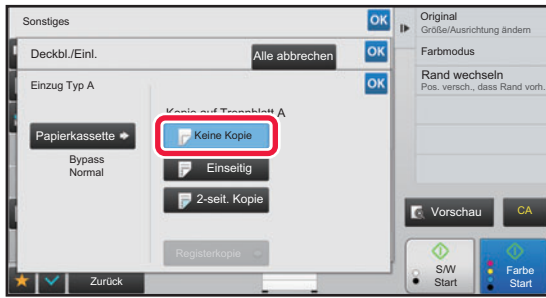 Sonstiges
OK
Deckbl./Einl.
Alle abbrechen
OK
Einzug Typ A
OK
Kopie auf Trennblatt A
Papierkassette
Bypass
Normal
Keine Kopie
Einseitig
2-seit. Kopie
Registerkopie
Zurück
Original
Größe/Ausrichtung ändern
Farbmodus
Rand wechseln
Pos. versch., dass Rand vorh.
Vorschau
CA
S/W
Start
Farbe
Start